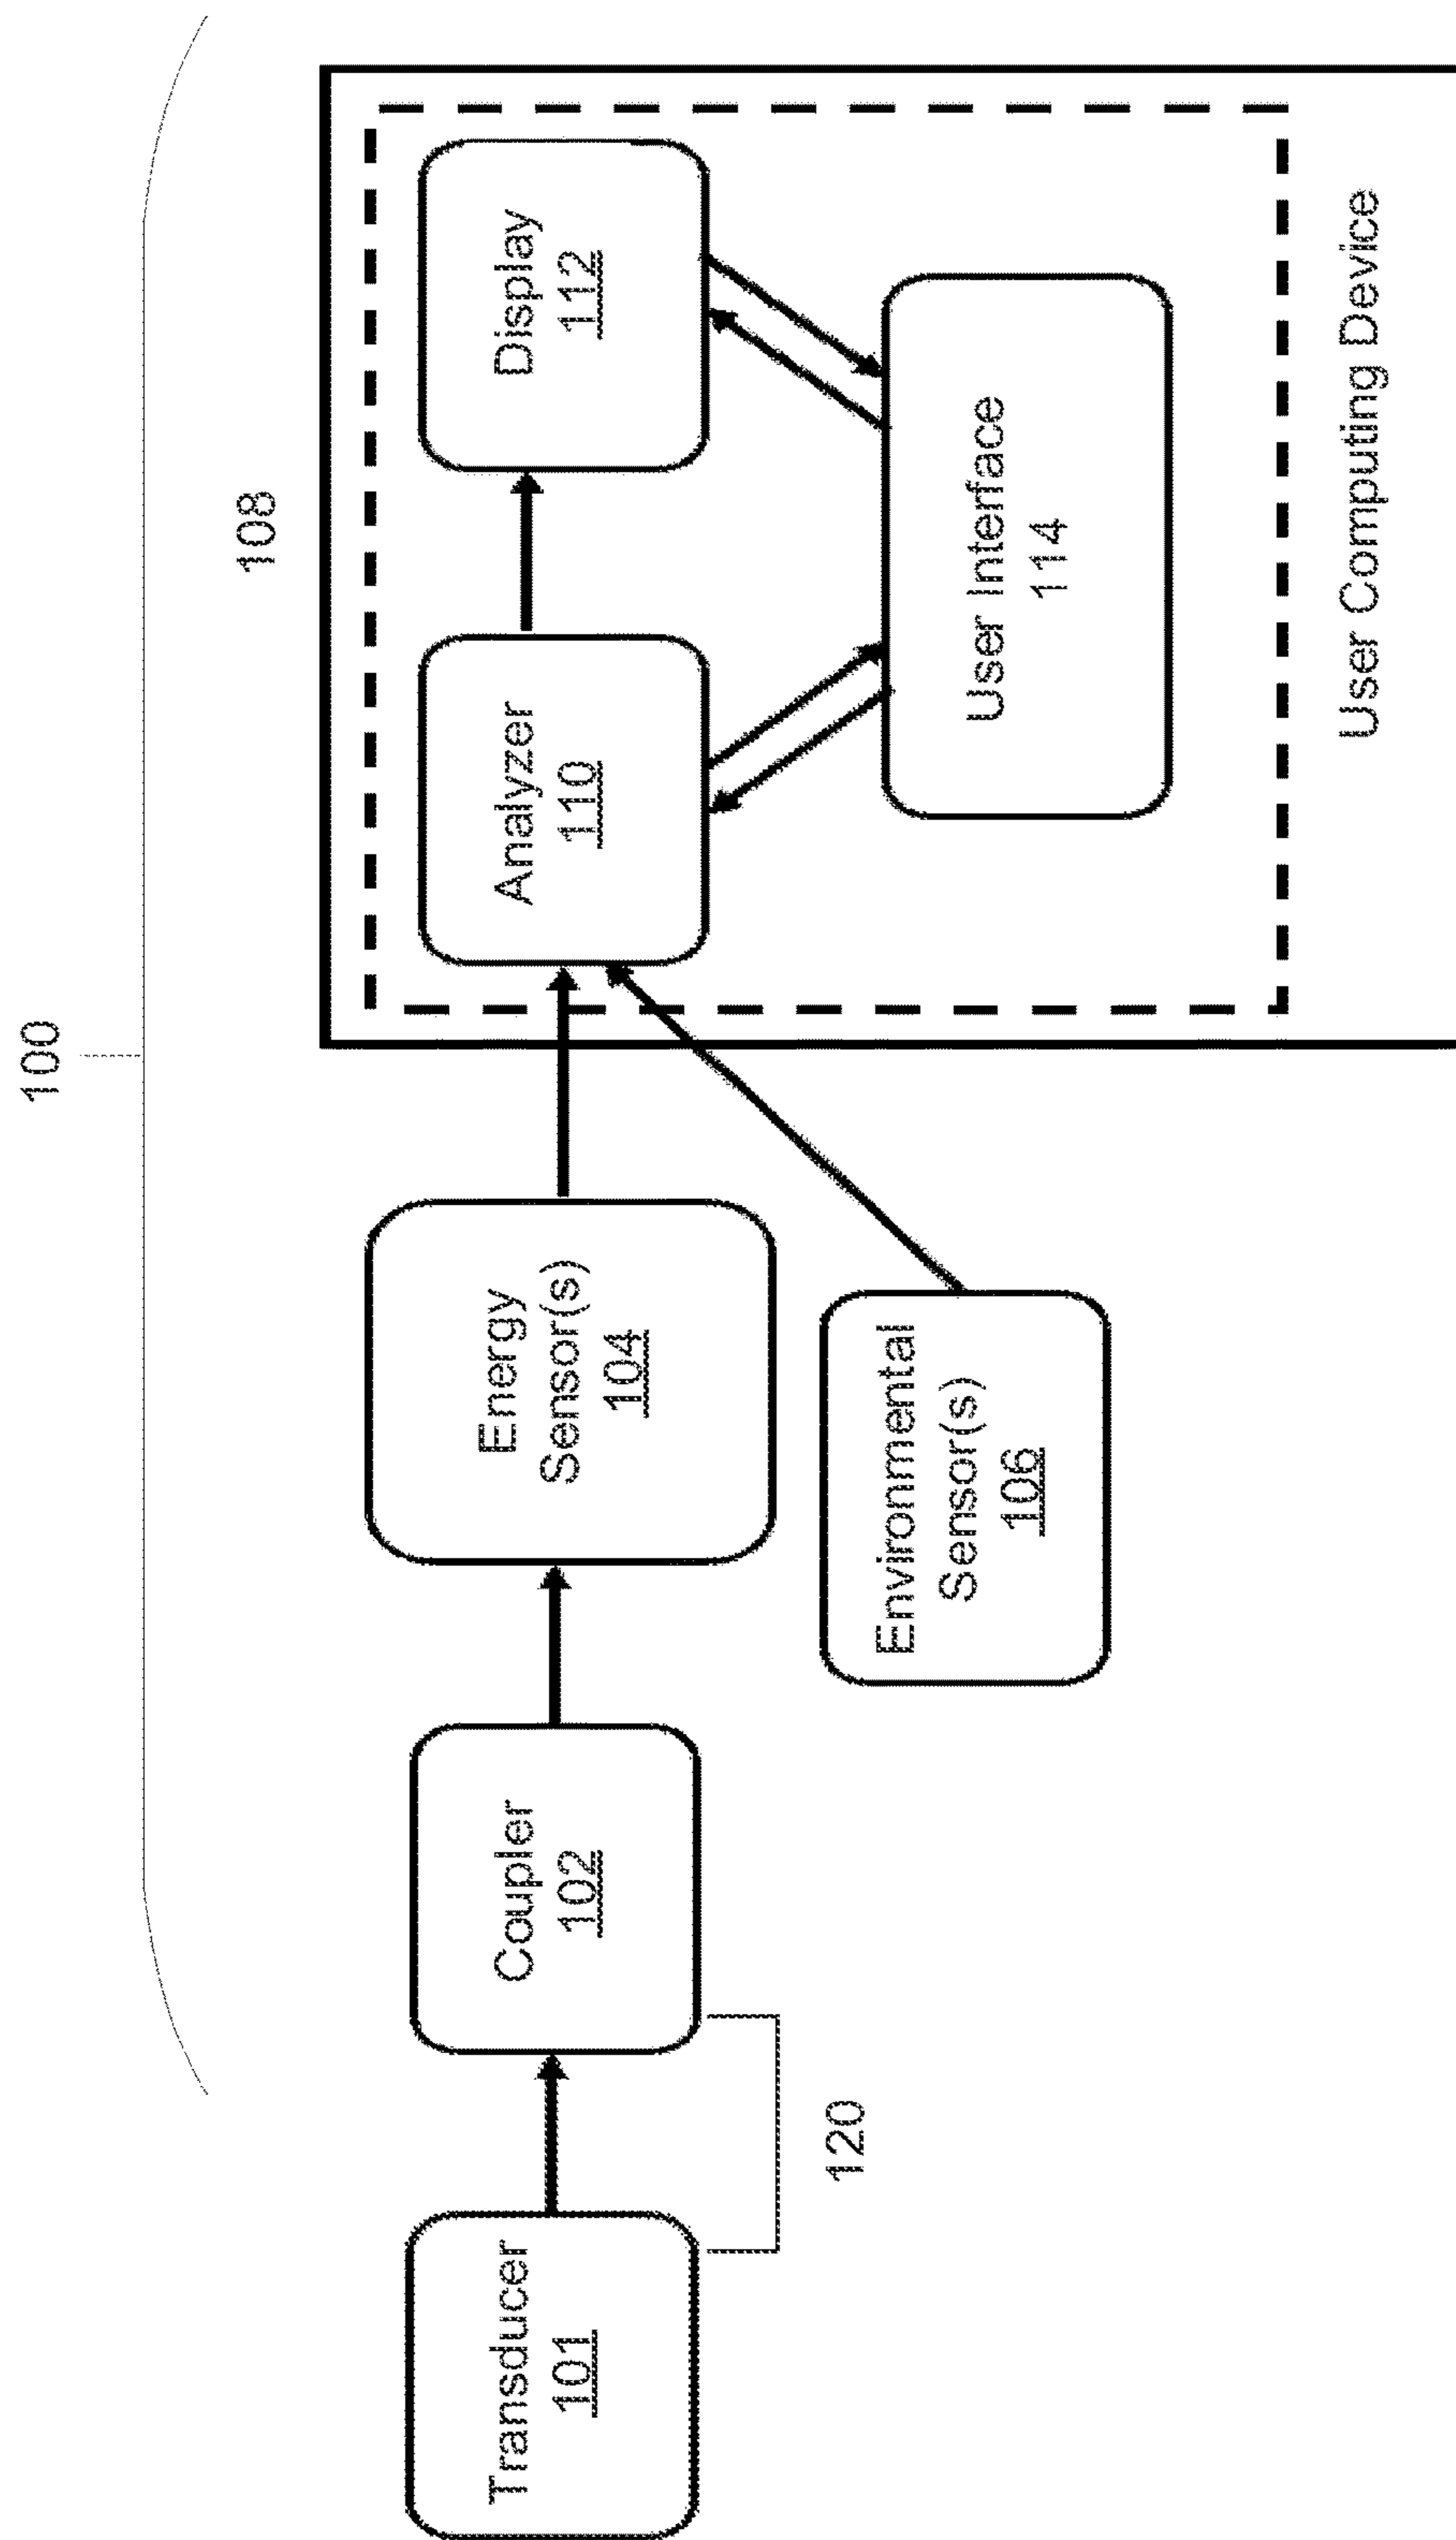 100
108
Transducer
101
Coupler
102
Energy
Sensor(s)
104
Analyzer
110
Display
112
120
Environmental
Sensor(s)
106
User Interface
114
User Computing Device